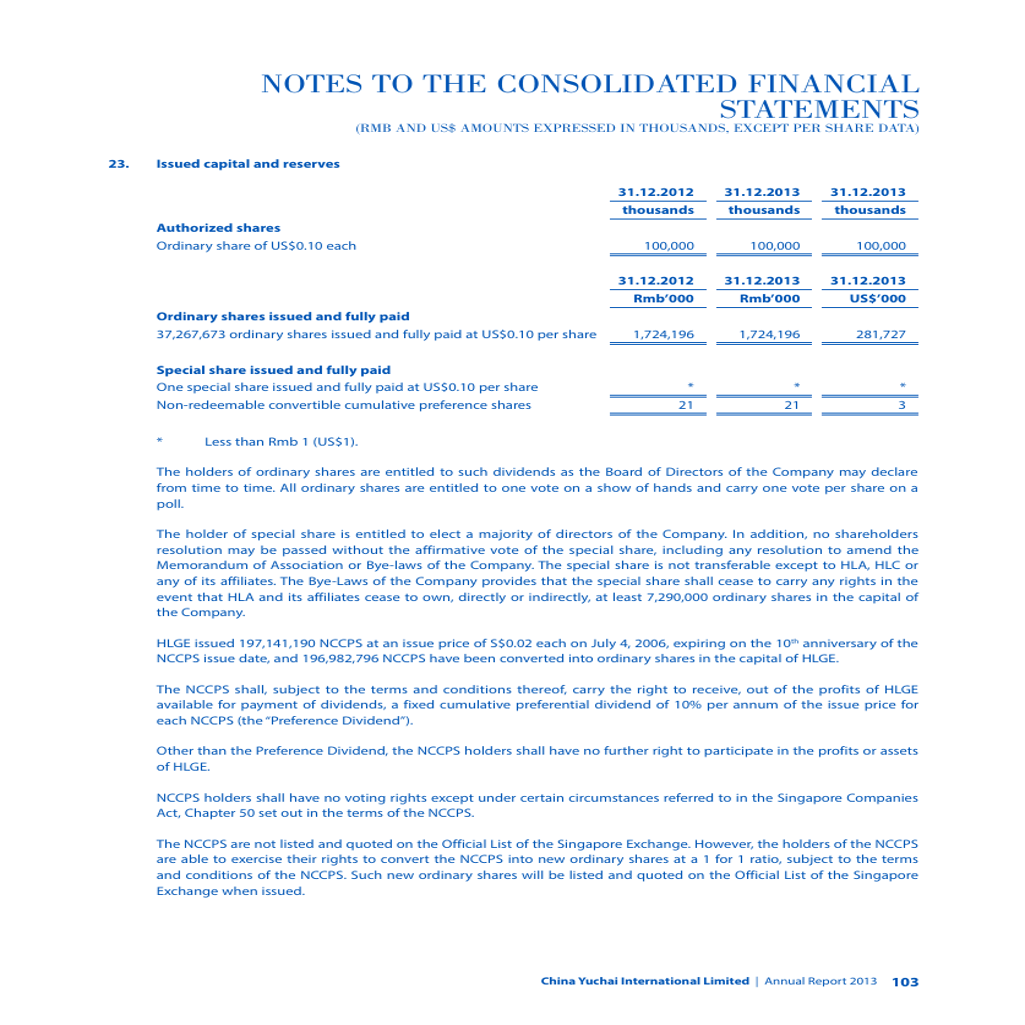 NOTES TO THE CONSOLIDATED FINANCIAL
STATEMENTS
(RMB AND US$ AMOUNTS EXPRESSED IN THOUSANDS, EXCEPT PER SHARE DATA)
23. Issued capital and reserves
31.12.2012 31.12.2013 31.12.2013
thousands thousands thousands
Authorized shares
Ordinary share of US$0.10 each 100,000 100,000 100,000
31.12.2012 31.12.2013 31.12.2013
Rmb’000 Rmb’000 US$’000
Ordinary shares issued and fully paid
37,267,673 ordinary shares issued and fully paid at US$0.10 per share 1,724,196 1,724,196 281,727
Special share issued and fully paid
One special share issued and fully paid at US$0.10 per share * * *
Non-redeemable convertible cumulative preference shares 21 21 3
* Less than Rmb 1 (US$1).
The holders of ordinary shares are entitled to such dividends as the Board of Directors of the Company may declare
from time to time. All ordinary shares are entitled to one vote on a show of hands and carry one vote per share on a
poll.
The holder of special share is entitled to elect a majority of directors of the Company. In addition, no shareholders
resolution may be passed without the affirmative vote of the special share, including any resolution to amend the
Memorandum of Association or Bye-laws of the Company. The special share is not transferable except to HLA, HLC or
any of its affiliates. The Bye-Laws of the Company provides that the special share shall cease to carry any rights in the
event that HLA and its affiliates cease to own, directly or indirectly, at least 7,290,000 ordinary shares in the capital of
the Company.
HLGE issued 197,141,190 NCCPS at an issue price of S$0.02 each on July 4, 2006, expiring on the 10th anniversary of the
NCCPS issue date, and 196,982,796 NCCPS have been converted into ordinary shares in the capital of HLGE.
The NCCPS shall, subject to the terms and conditions thereof, carry the right to receive, out of the profits of HLGE
available for payment of dividends, a fixed cumulative preferential dividend of 10% per annum of the issue price for
each NCCPS (the “Preference Dividend”).
Other than the Preference Dividend, the NCCPS holders shall have no further right to participate in the profits or assets
of HLGE.
NCCPS holders shall have no voting rights except under certain circumstances referred to in the Singapore Companies
Act, Chapter 50 set out in the terms of the NCCPS.
The NCCPS are not listed and quoted on the Official List of the Singapore Exchange. However, the holders of the NCCPS
are able to exercise their rights to convert the NCCPS into new ordinary shares at a 1 for 1 ratio, subject to the terms
and conditions of the NCCPS. Such new ordinary shares will be listed and quoted on the Official List of the Singapore
Exchange when issued.
China Yuchai International Limited | Annual Report 2013 103